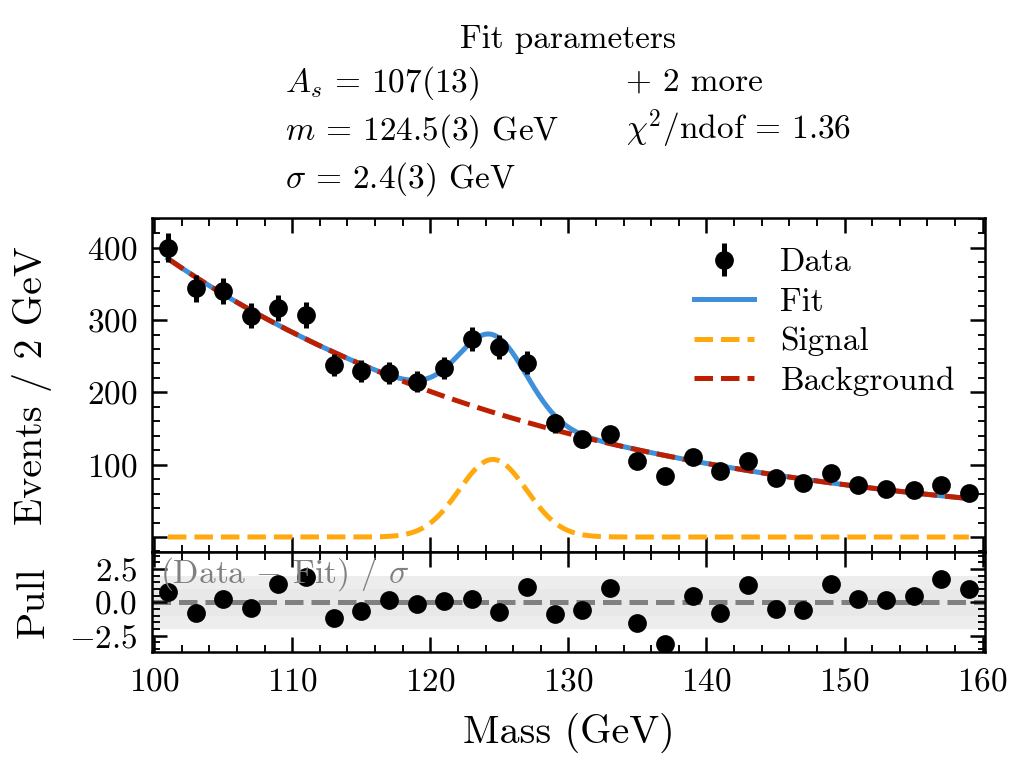 Fit parameters
A_s = 107(13)
m = 124.5(3) GeV
σ = 2.4(3) GeV
+ 2 more
χ²/ndof = 1.36
Events / 2 GeV
400
300
200
100
Data
Fit
Signal
Background
Pull
2.5
0.0
−2.5
(Data − Fit) / σ
100 110 120 130 140 150 160
Mass (GeV)